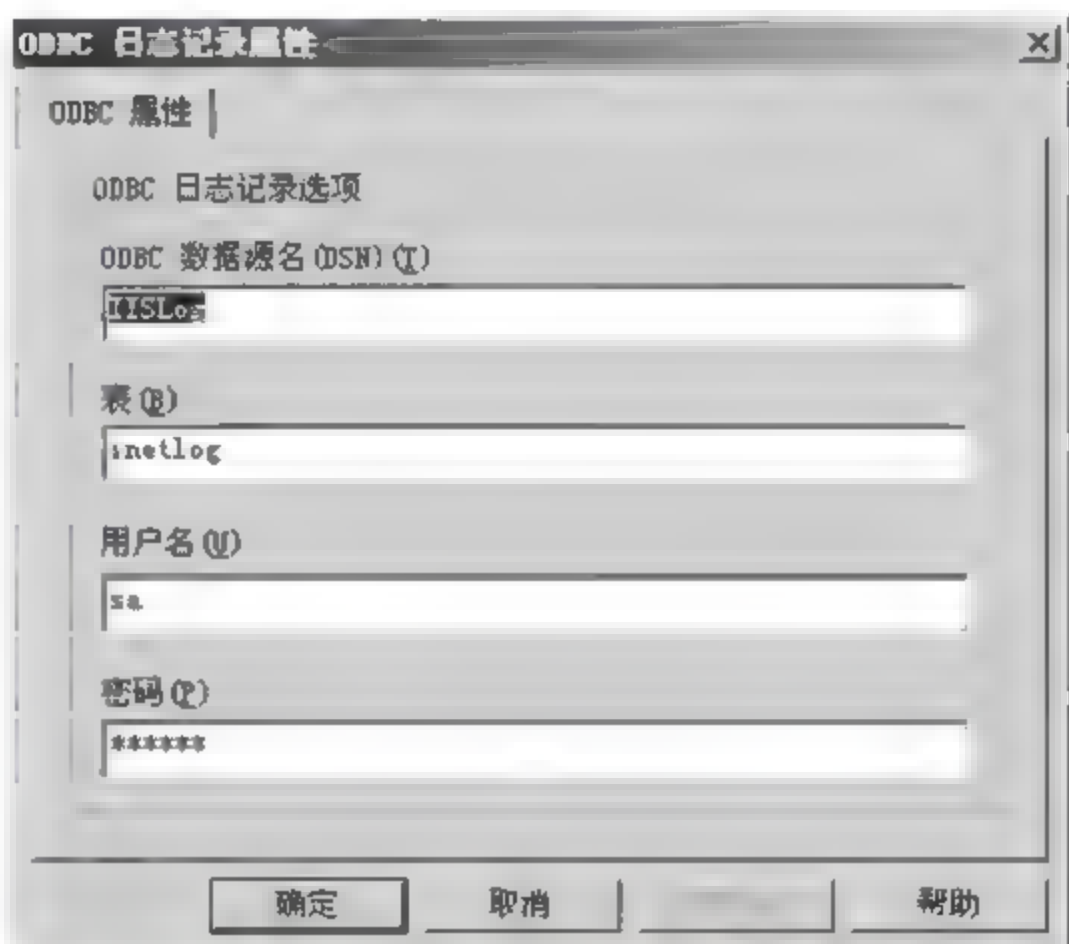 ODBC 日志记录属性
ODBC 属性
ODBC 日志记录选项
ODBC 数据源名(DSN)(T)
IISLog
表(B)
inetlog
用户名(U)
sa
密码(P)
******
确定 取消 帮助